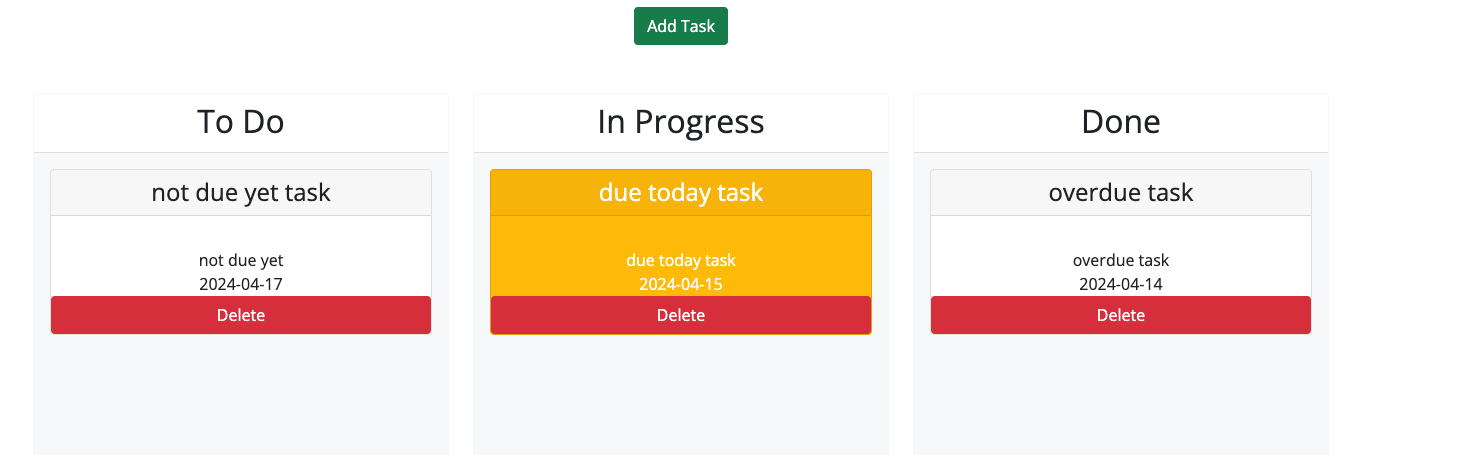 Add Task
To Do
not due yet task
not due yet
2024-04-17
Delete
In Progress
due today task
due today task
2024-04-15
Delete
Done
overdue task
overdue task
2024-04-14
Delete